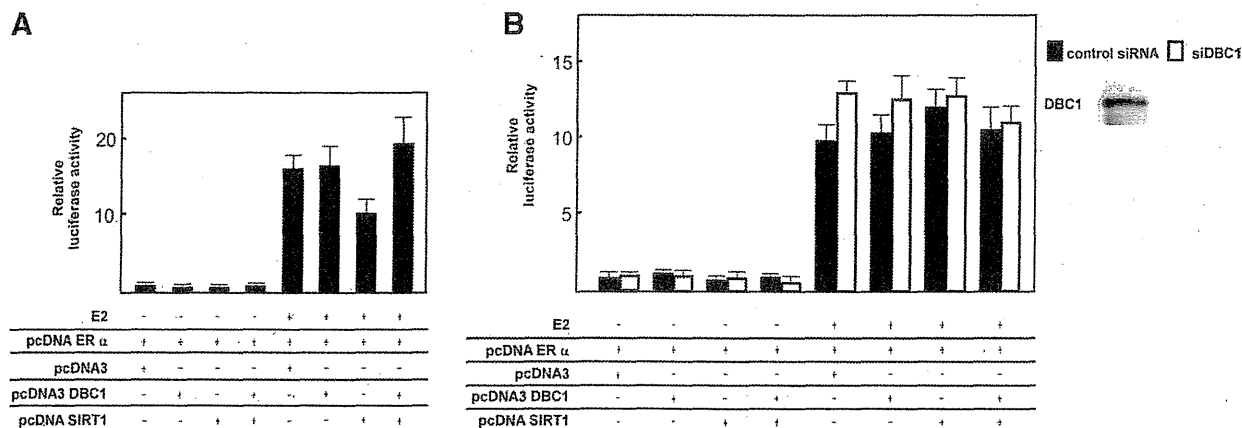 A
Relative
luciferase activity
20
10
E2 - - - - + + + +
pcDNA ER α + + + + + + + +
pcDNA3 + - - - + - - -
pcDNA3 DBC1 - + - + - + - +
pcDNA SIRT1 - - + + - - + +
B
Relative
luciferase activity
15
10
5
control siRNA siDBC1
DBC1
E2 - - - - + + + +
pcDNA ER α + + + + + + + +
pcDNA3 + - - - + - - -
pcDNA3 DBC1 - + - + - + - +
pcDNA SIRT1 - - + + - - + +